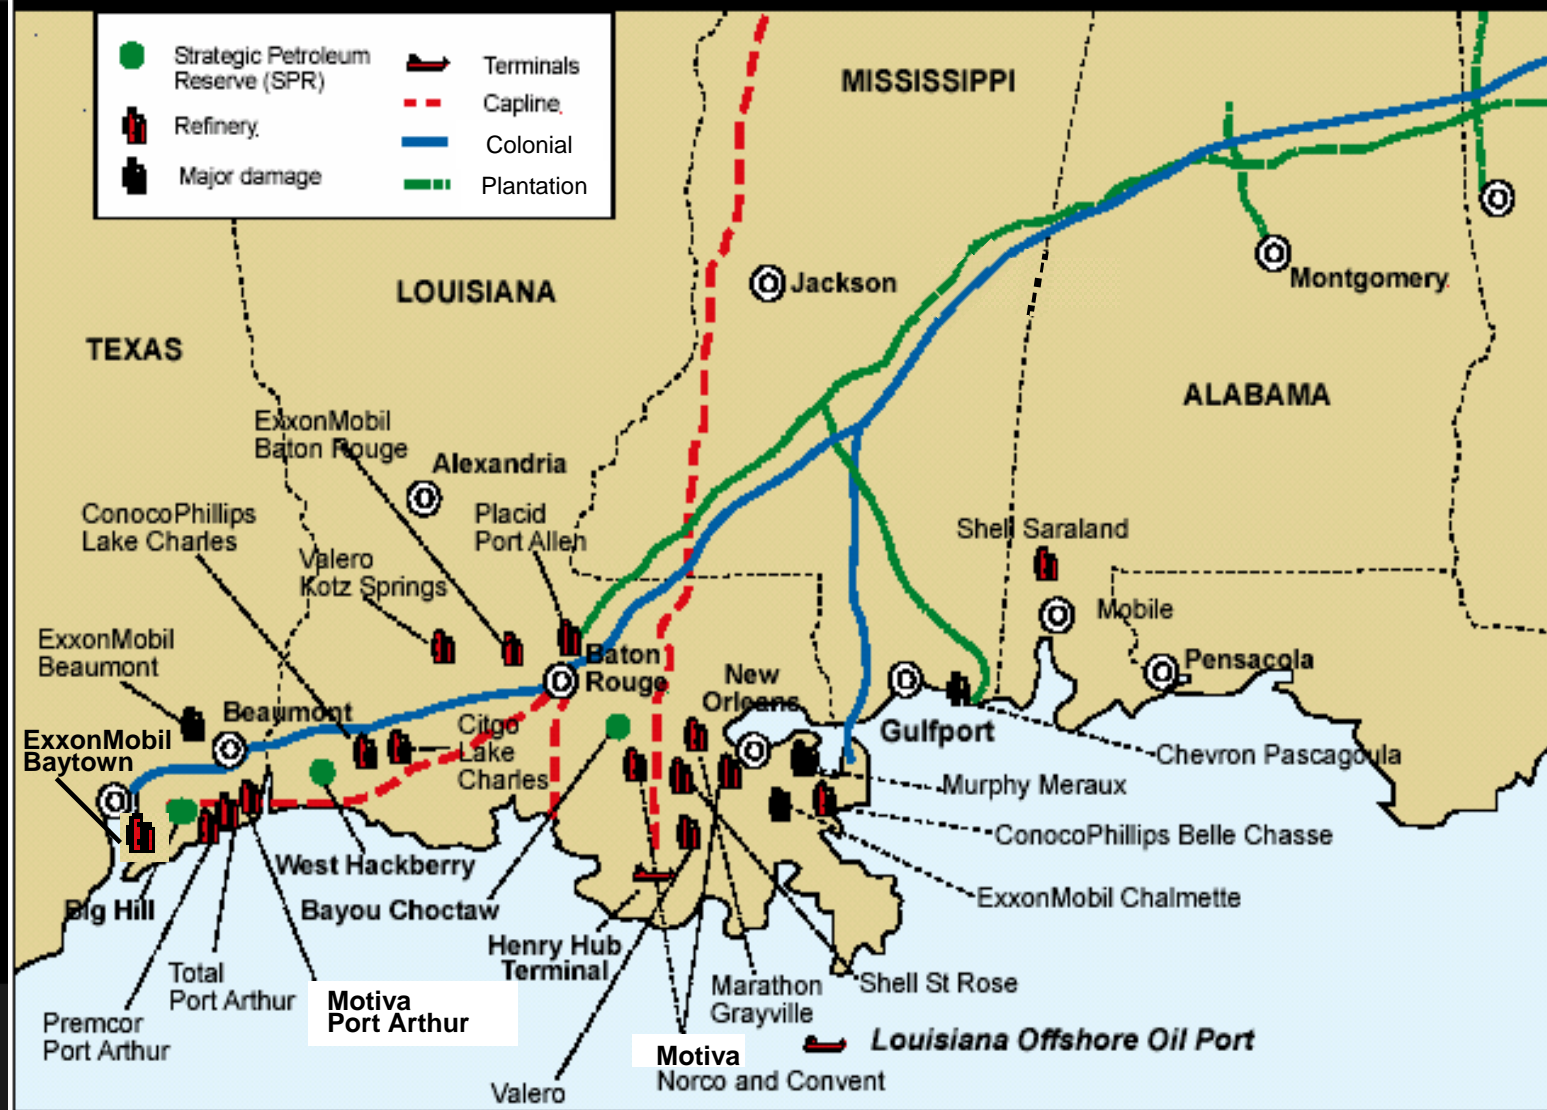 Strategic Petroleum
Reserve (SPR)
Refinery
Major damage
Terminals
Capline
Colonial
Plantation
MISSISSIPPI
LOUISIANA
Jackson
Montgomery
TEXAS
ALABAMA
ExxonMobil
Baton Rouge
Alexandria
ConocoPhillips
Lake Charles
Placid
Port Allen
Valero
Kotz Springs
Shell Saraland
Mobile
ExxonMobil
Beaumont
Baton
Rouge
New
Orleans
Pensacola
Beaumont
Citgo
Lake
Charles
Gulfport
ExxonMobil
Baytown
Chevron Pascagoula
Murphy Meraux
ConocoPhillips Belle Chasse
West Hackberry
ExxonMobil Chalmette
Big Hill
Bayou Choctaw
Henry Hub
Terminal
Total
Port Arthur
Motiva
Port Arthur
Marathon
Grayville
Shell St Rose
Premcor
Port Arthur
Louisiana Offshore Oil Port
Motiva
Norco and Convent
Valero